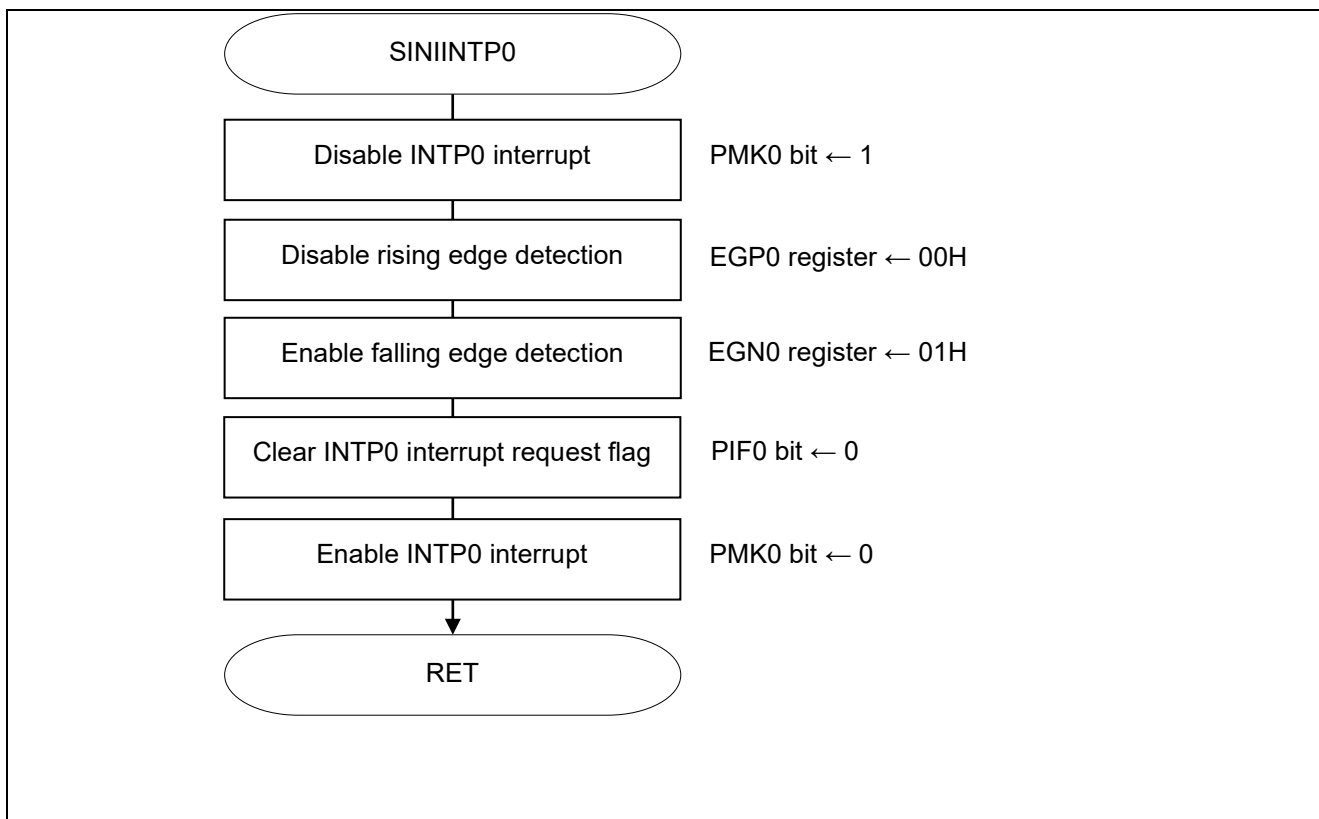 SINIINTP0
Disable INTP0 interrupt PMK0 bit ← 1
Disable rising edge detection EGP0 register ← 00H
Enable falling edge detection EGN0 register ← 01H
Clear INTP0 interrupt request flag PIF0 bit ← 0
Enable INTP0 interrupt PMK0 bit ← 0
RET